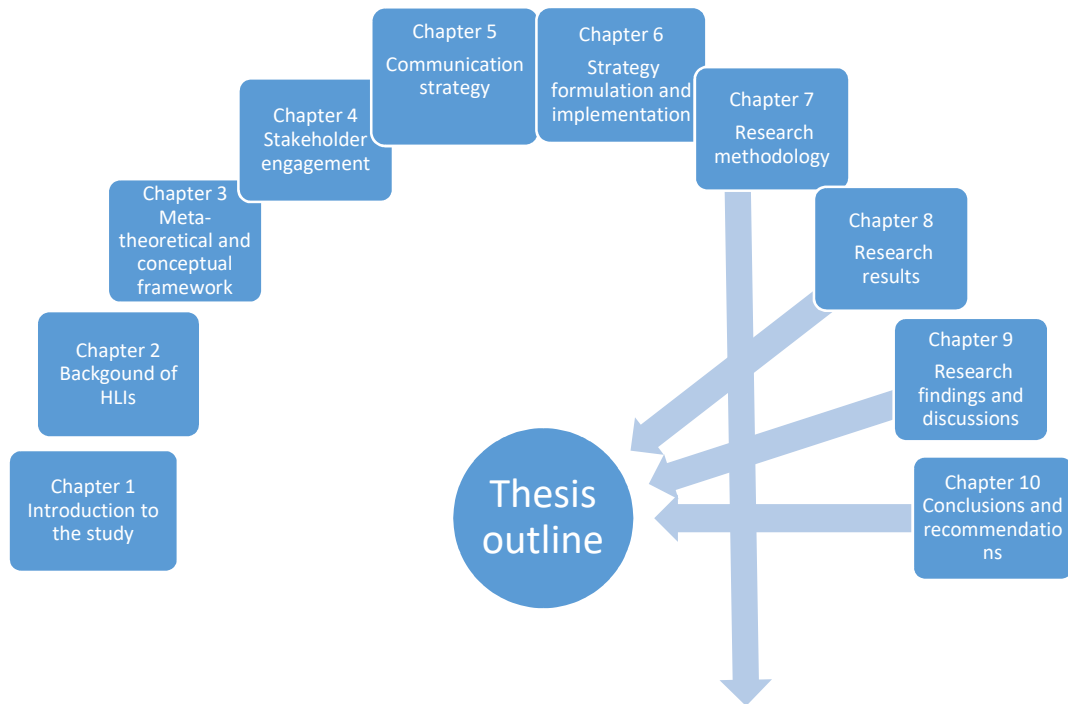 Chapter 1
Introduction to
the study
Chapter 2
Backgound of
HLIs
Chapter 3
Meta-
theoretical and
conceptual
framework
Chapter 4
Stakeholder
engagement
Chapter 5
Communication
strategy
Chapter 6
Strategy
formulation and
implementation
Chapter 7
Research
methodology
Chapter 8
Research
results
Chapter 9
Research
findings and
discussions
Chapter 10
Conclusions and
recommendatio
ns
Thesis
outline